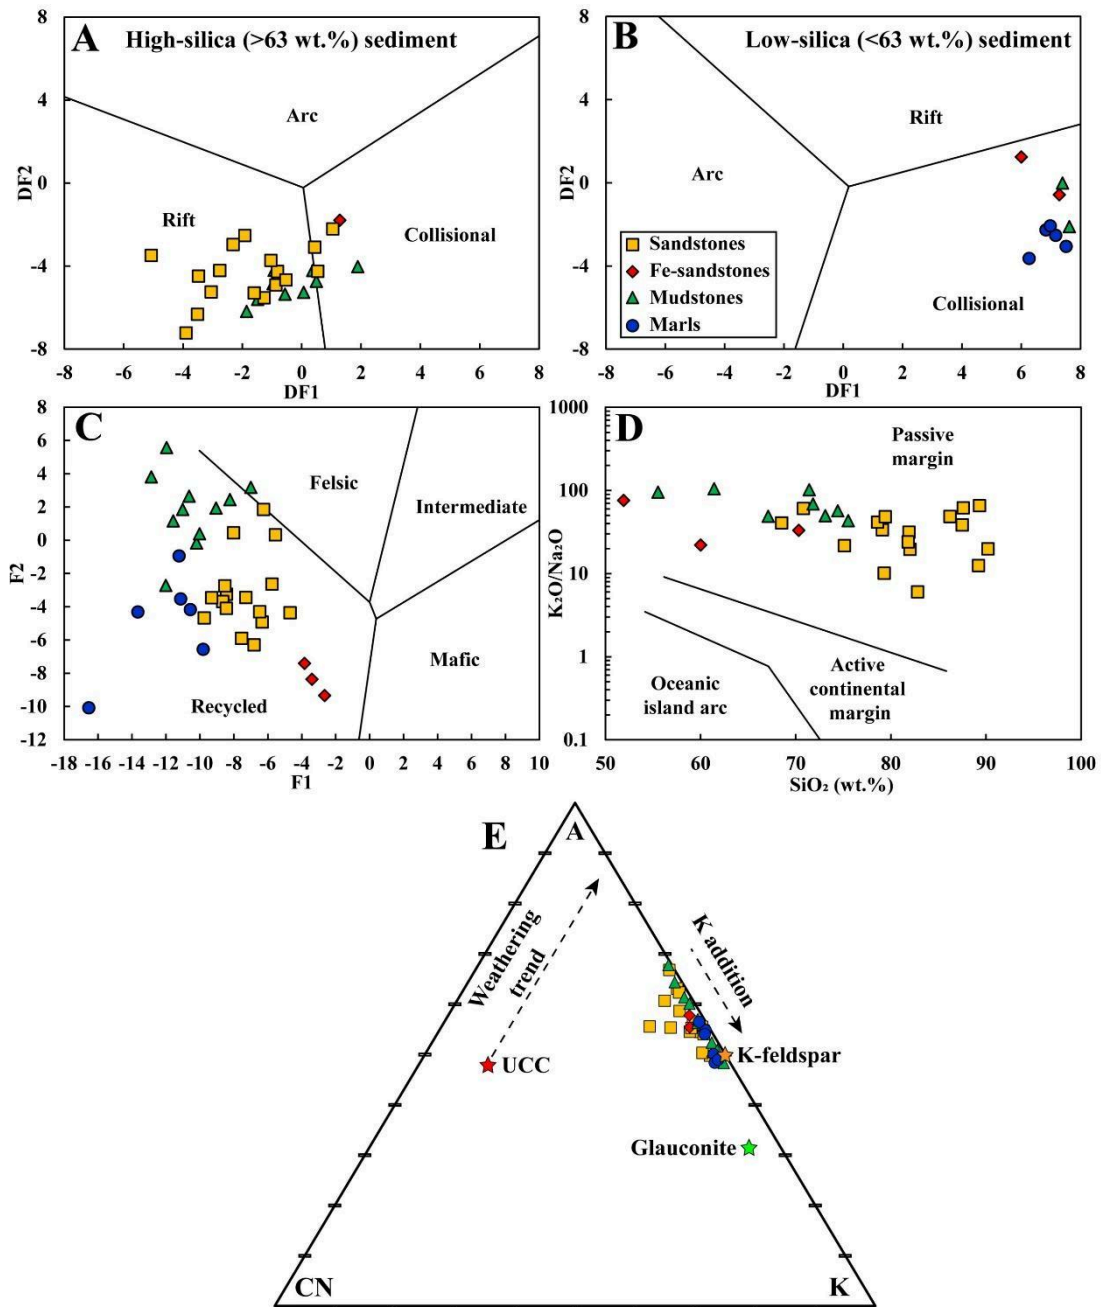 A
High-silica (>63 wt.%) sediment
8
4
0
-4
-8
DF2
Arc
Rift
Collisional
-8 -6 -4 -2 0 2 4 6 8
DF1
B
Low-silica (<63 wt.%) sediment
8
4
0
-4
-8
DF2
Rift
Arc
Sandstones
Fe-sandstones
Mudstones
Marls
Collisional
-8 -6 -4 -2 0 2 4 6 8
DF1
C
8
6
4
2
0
-2
-4
-6
-8
-10
-12
F2
Felsic
Intermediate
Mafic
Recycled
-18 -16 -14 -12 -10 -8 -6 -4 -2 0 2 4 6 8 10
F1
D
1000
100
10
1
0.1
K₂O/Na₂O
Passive
margin
Active
continental
margin
Oceanic
island arc
50 60 70 80 90 100
SiO₂ (wt.%)
E
A
Weathering
trend
K addition
UCC
K-feldspar
Glauconite
CN
K